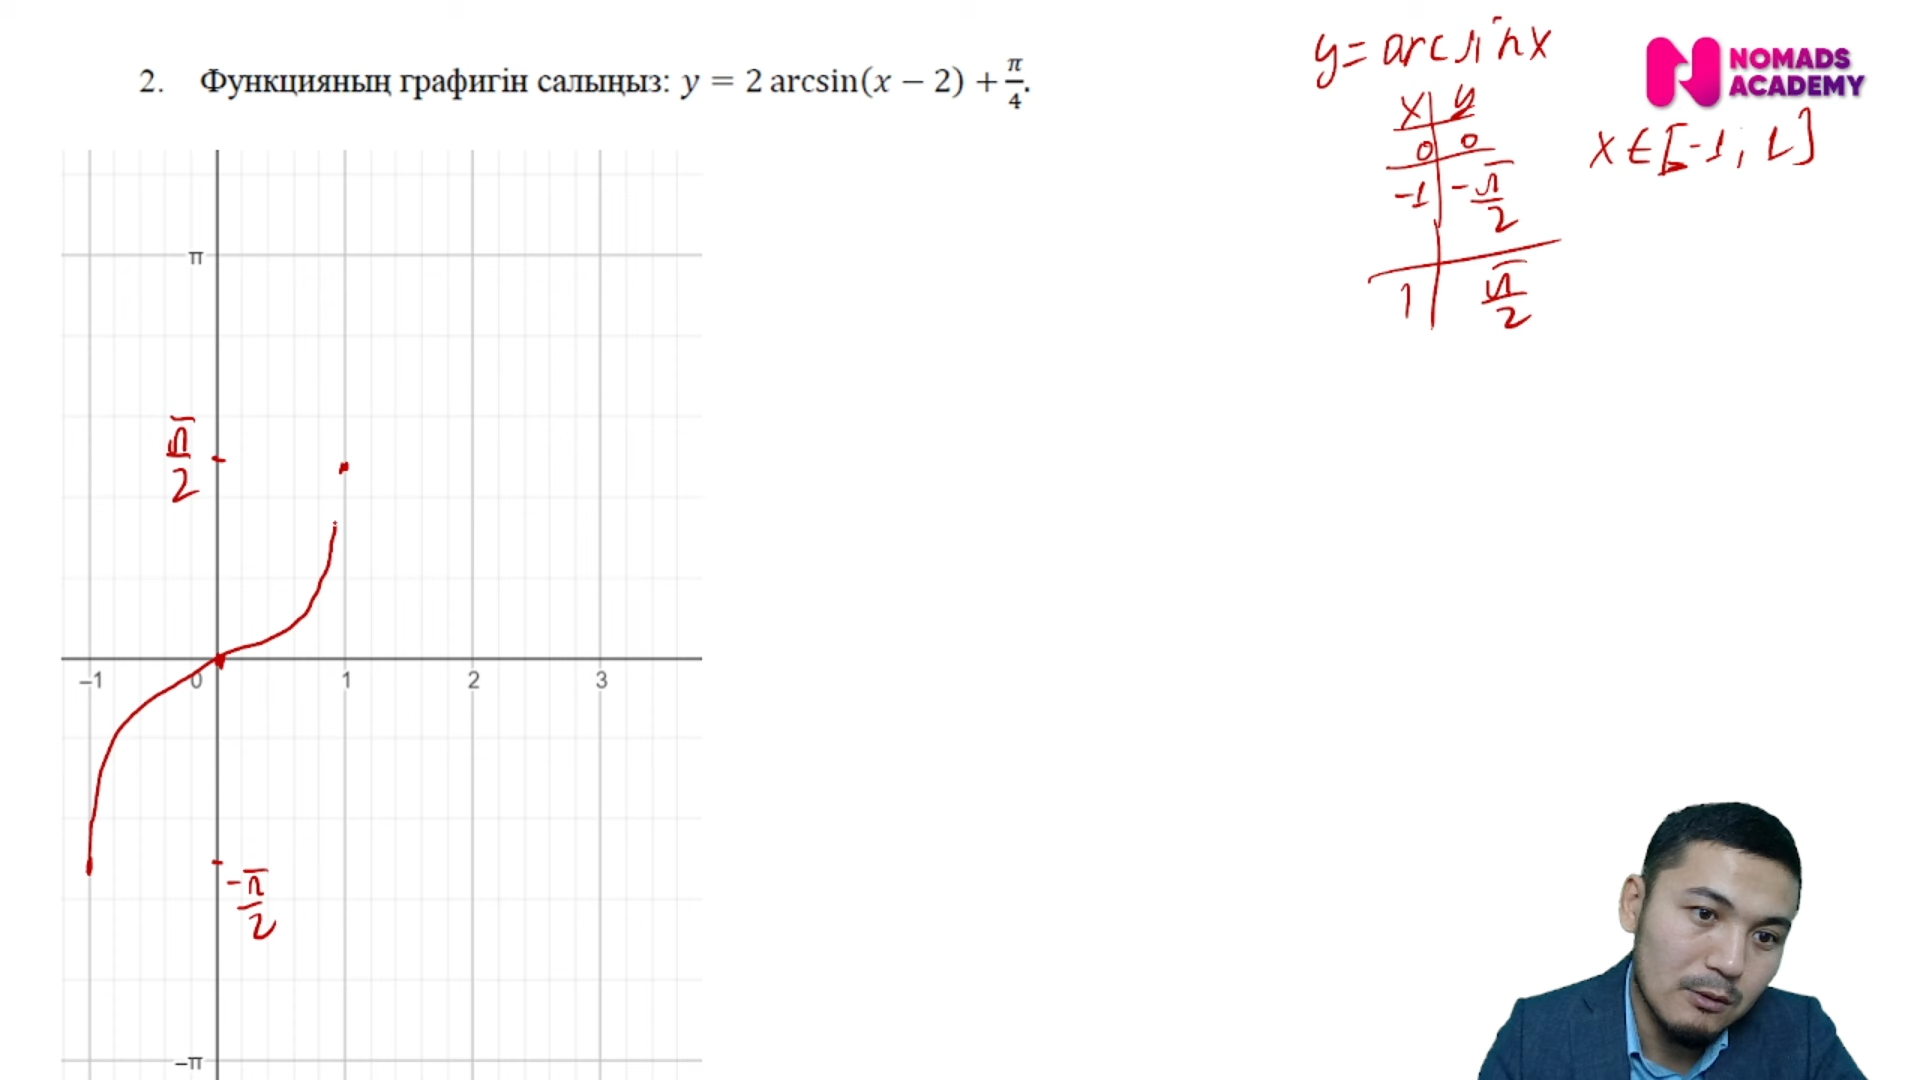 2. Функцияның графигін салыңыз: y = 2 arcsin(x − 2) + π/4.
y = arcsinx
NOMADS
ACADEMY
x | y
0 | 0
x ∈ [-1; 1]
-1 | -π/2
1 | π/2
π
π/2
-1 0 1 2 3
-π/2
-π